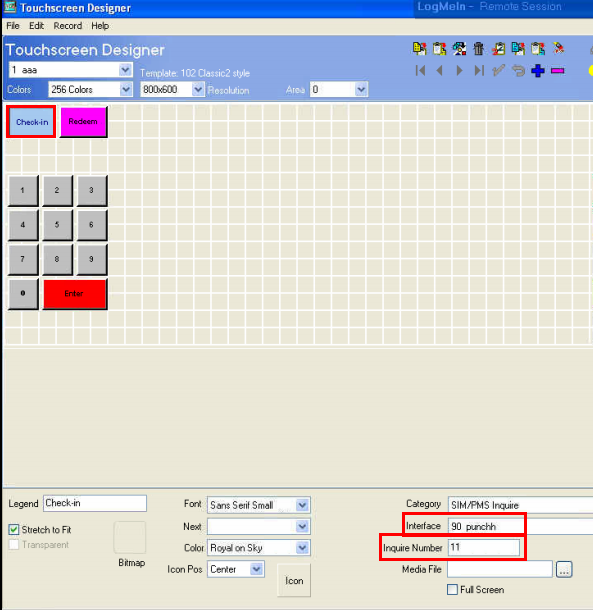 Touchscreen Designer
LogMeIn - Remote Session
File Edit Record Help
Touchscreen Designer
1 aaa
Template: 102 Classic2 style
Colors 256 Colors 800x600 Resolution Area 0
Check-in Redeem
1 2 3
4 5 6
7 8 9
0 Enter
Legend Check-in
Font Sans Serif Small
Category SIM/PMS Inquire
Stretch to Fit
Next
Interface 90 punchh
Transparent
Color Royal on Sky
Inquire Number 11
Bitmap
Icon Pos Center
Icon
Media File ...
Full Screen